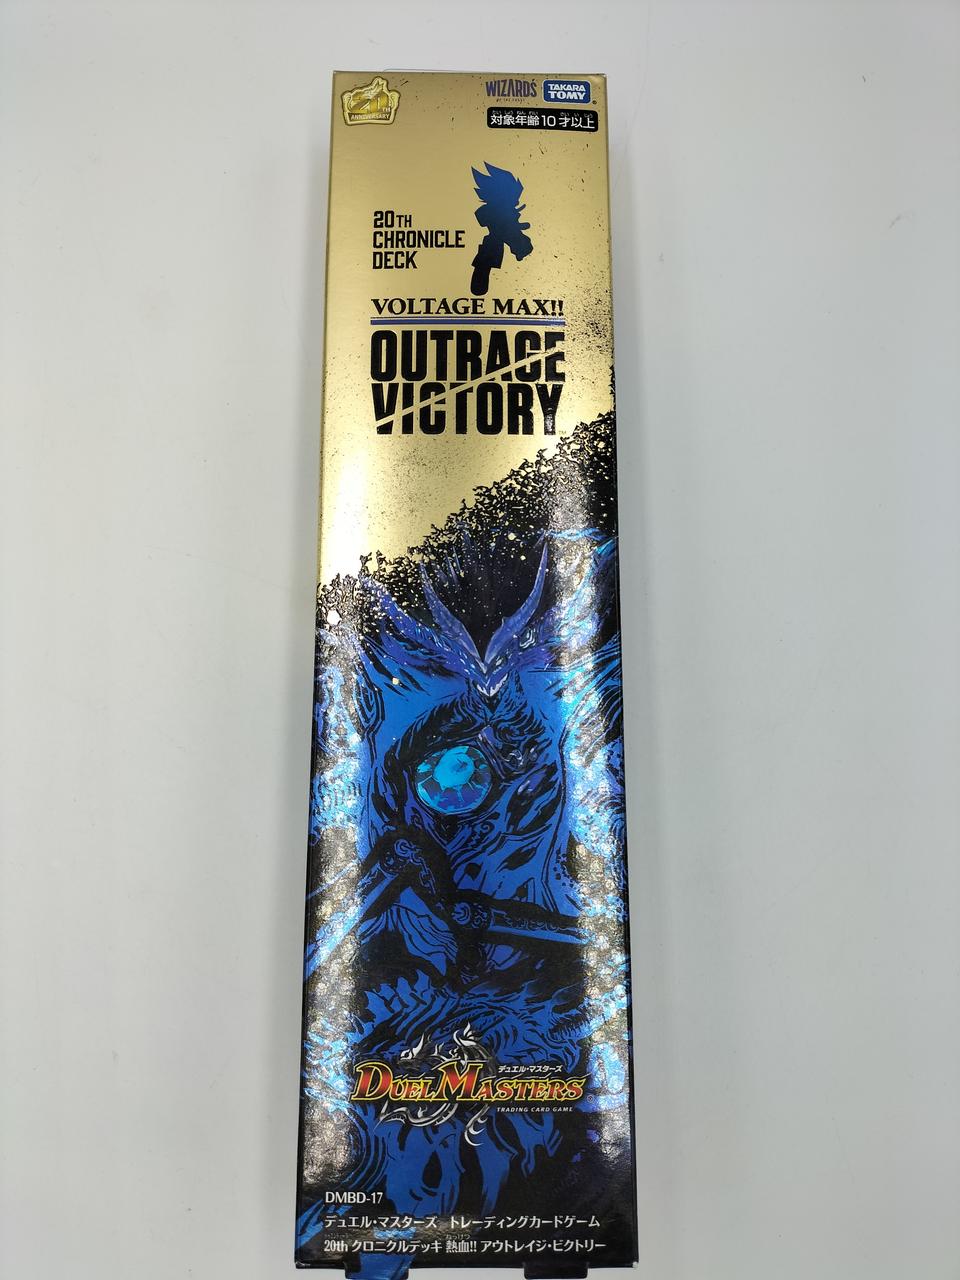 20TH
ANNIVERSARY
WIZARDS
OF THE COAST
TAKARA
TOMY
対象年齢10才以上
20TH
CHRONICLE
DECK
VOLTAGE MAX!!
OUTRAGE
VICTORY
デュエル・マスターズ
DUEL MASTERS
TRADING CARD GAME
DMBD-17
デュエル・マスターズ トレーディングカードゲーム
20th クロニクルデッキ 熱血!! アウトレイジ・ビクトリー